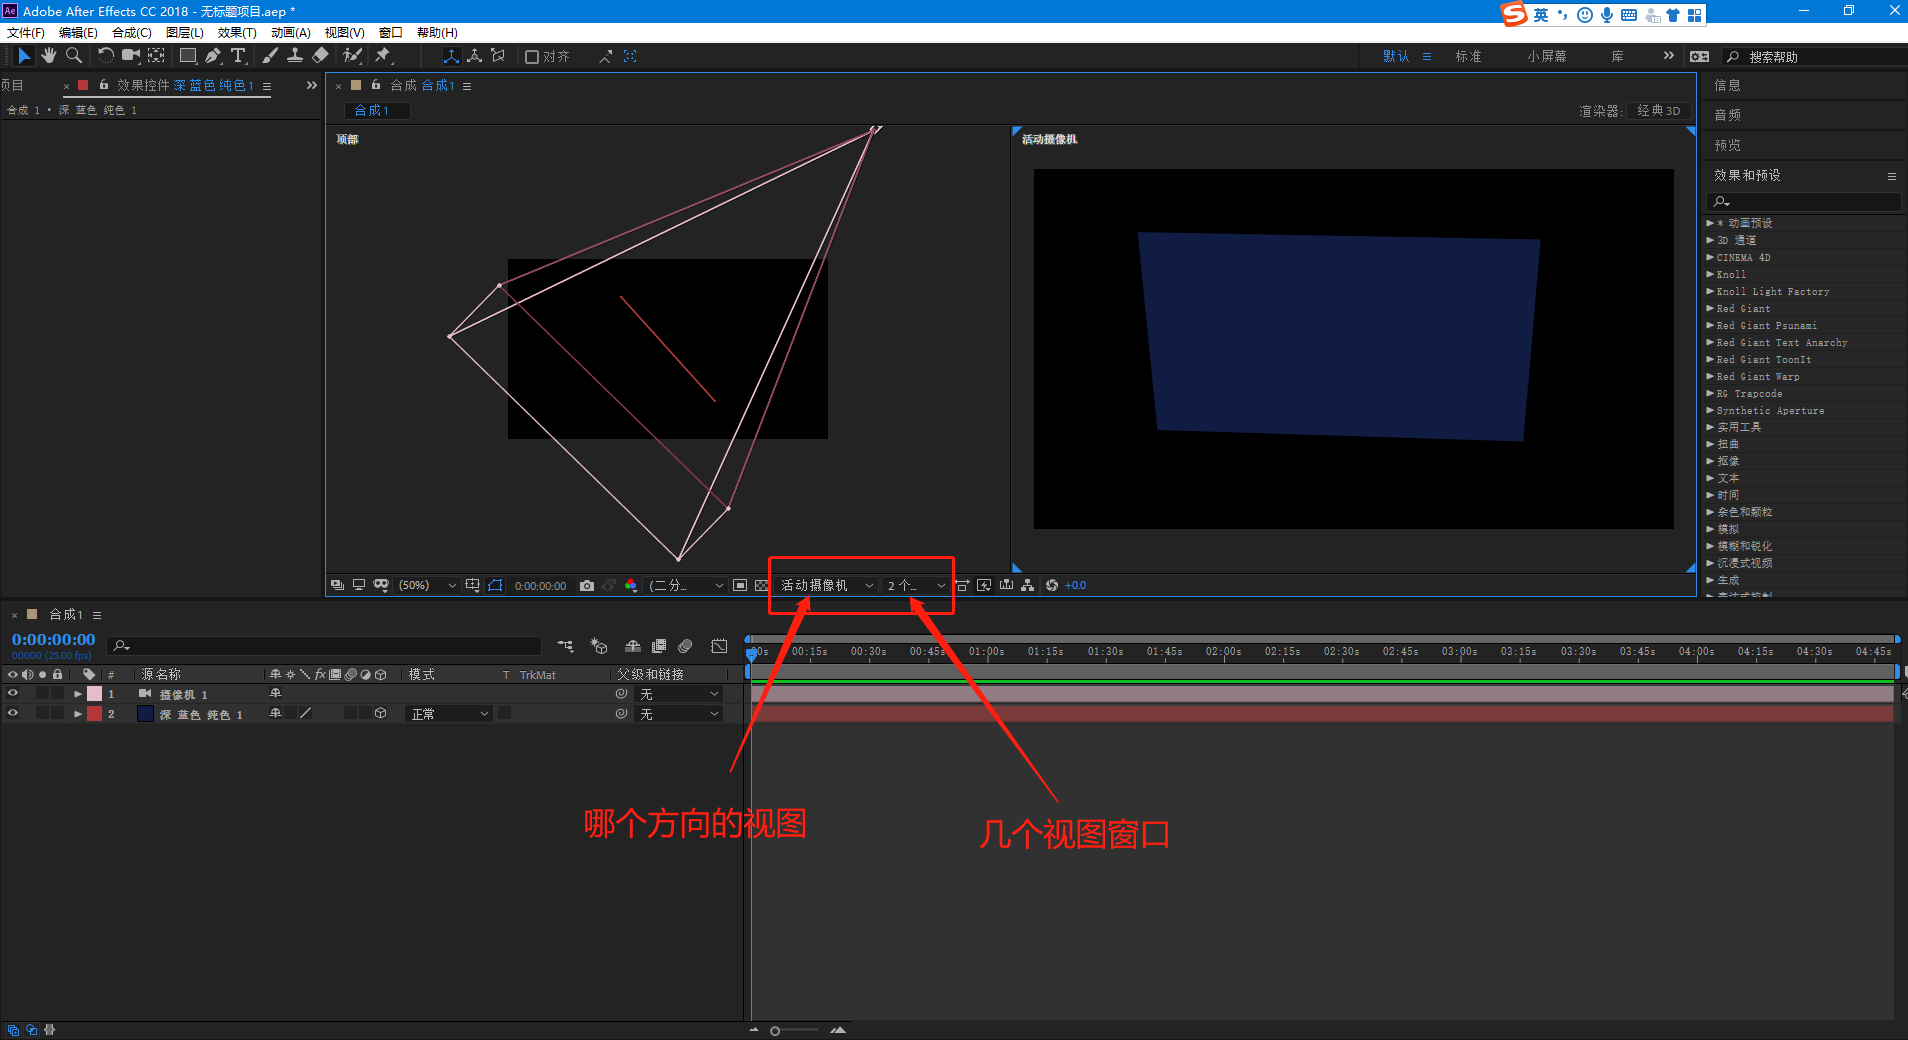 Ae Adobe After Effects CC 2018 - 无标题项目.aep *
英
文件(F) 编辑(E) 合成(C) 图层(L) 效果(T) 动画(A) 视图(V) 窗口 帮助(H)
对齐
默认 标准 小屏幕 库 搜索帮助
项目 × 效果控件 深 蓝色 纯色 1
合成 1 • 深 蓝色 纯色 1
× 合成 合成1
合成1
渲染器: 经典 3D
顶部
活动摄像机
信息
音频
预览
效果和预设
* 动画预设
3D 通道
CINEMA 4D
Knoll
Knoll Light Factory
Red Giant
Red Giant Psunami
Red Giant Text Anarchy
Red Giant ToonIt
Red Giant Warp
RG Trapcode
Synthetic Aperture
实用工具
扭曲
抠像
文本
时间
杂色和颗粒
模拟
模糊和锐化
沉浸式视频
生成
表达式控制
(50%) 0:00:00:00 (二分... 活动摄像机 2 个... +0.0
× 合成1
0:00:00:00
00000 (25.00 fps)
00s 00:15s 00:30s 00:45s 01:00s 01:15s 01:30s 01:45s 02:00s 02:15s 02:30s 02:45s 03:00s 03:15s 03:30s 03:45s 04:00s 04:15s 04:30s 04:45s
# 源名称 fx 模式 T TrkMat 父级和链接
1 摄像机 1 无
2 深 蓝色 纯色 1 正常 无
哪个方向的视图
几个视图窗口